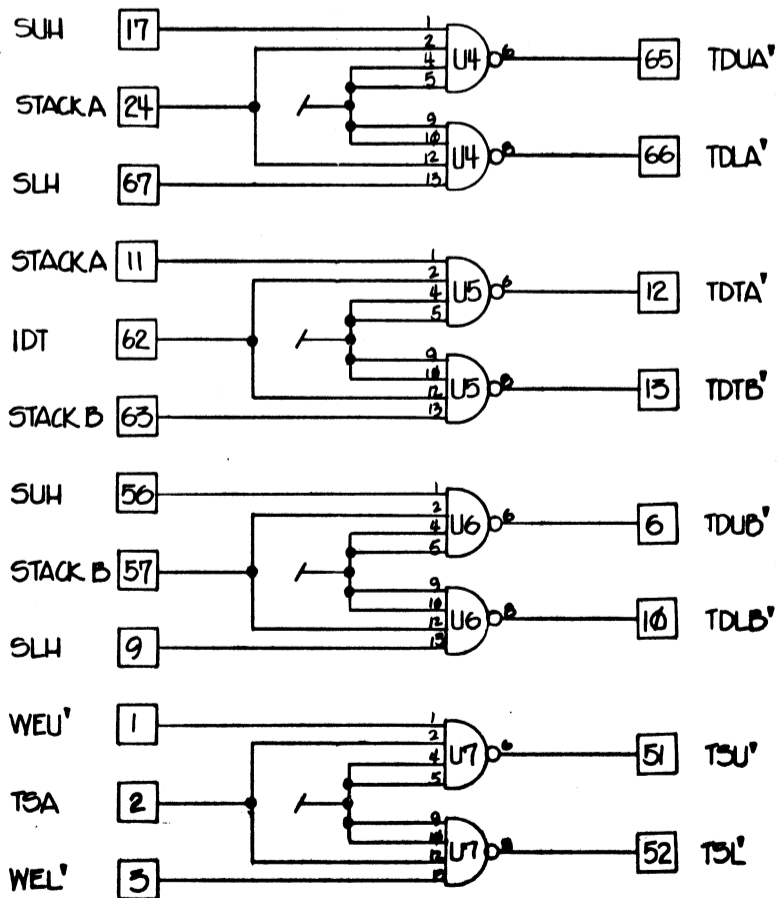 SUH 17 1 U4 6 65 TDUA'
2
4
5
STACK A 24
9 U4 8 66 TDLA'
10
12
SLH 67 13
STACK A 11 1 U5 6 12 TDTA'
2
4
5
IDT 62
9 U5 8 13 TDTB'
10
12
STACK B 63 13
SUH 56 1 U6 6 6 TDUB'
2
4
5
STACK B 57
9 U6 8 10 TDLB'
10
12
SLH 9 13
WEU' 1 1 U7 6 51 TSU'
2
4
5
TSA 2
9 U7 8 52 TSL'
10
12
WEL' 3 13